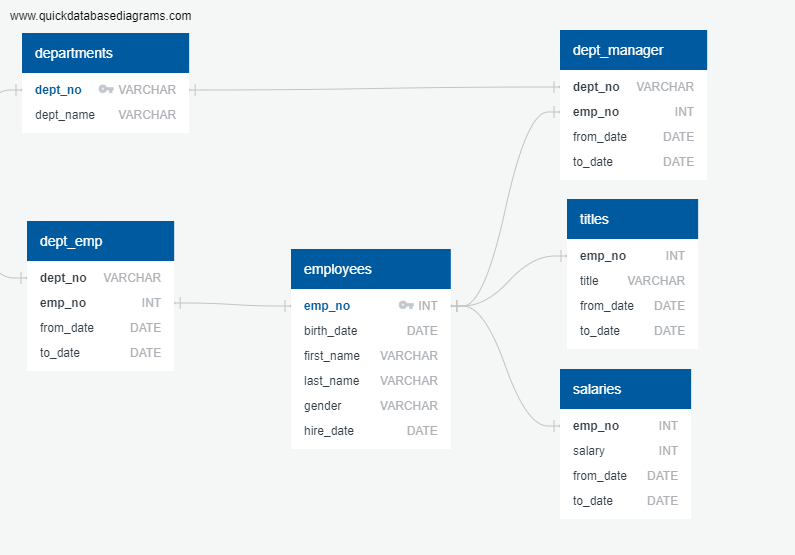 www.quickdatabasediagrams.com
departments
dept_no VARCHAR
dept_name VARCHAR
dept_emp
dept_no VARCHAR
emp_no INT
from_date DATE
to_date DATE
employees
emp_no INT
birth_date DATE
first_name VARCHAR
last_name VARCHAR
gender VARCHAR
hire_date DATE
dept_manager
dept_no VARCHAR
emp_no INT
from_date DATE
to_date DATE
titles
emp_no INT
title VARCHAR
from_date DATE
to_date DATE
salaries
emp_no INT
salary INT
from_date DATE
to_date DATE